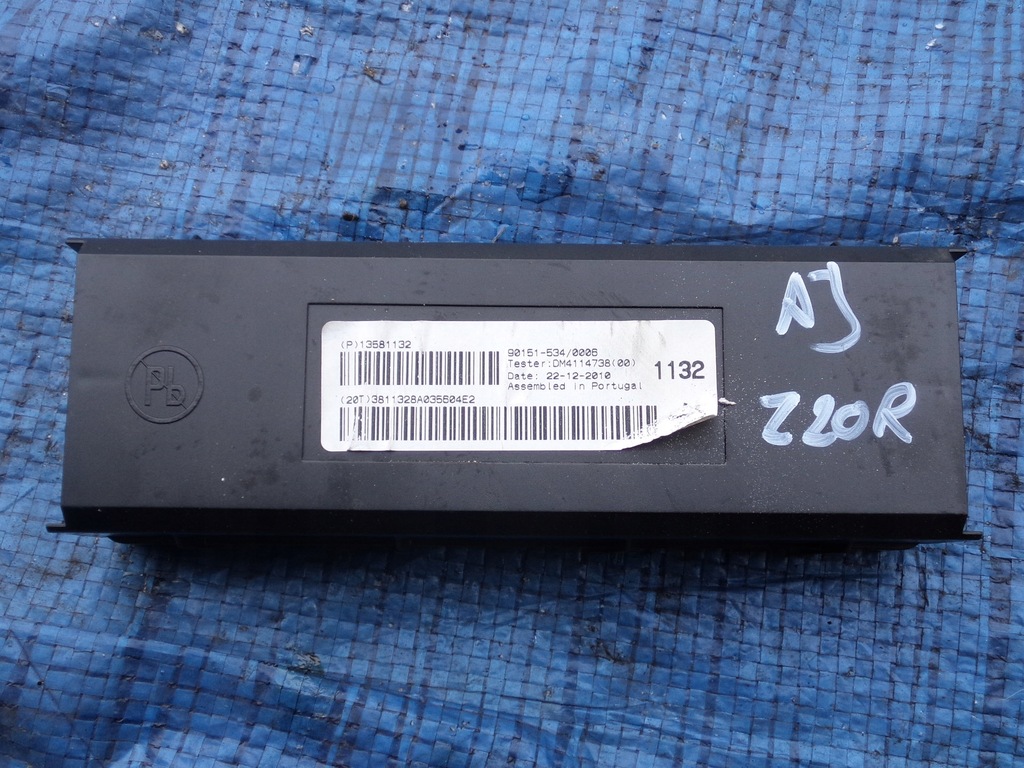 Pb
(P)13581132
90151-534/0006
Tester:DM4114738(00)
Date: 22-12-2010
Assembled in Portugal
1132
(20T)3811328A035604E2
AJ
Z20R